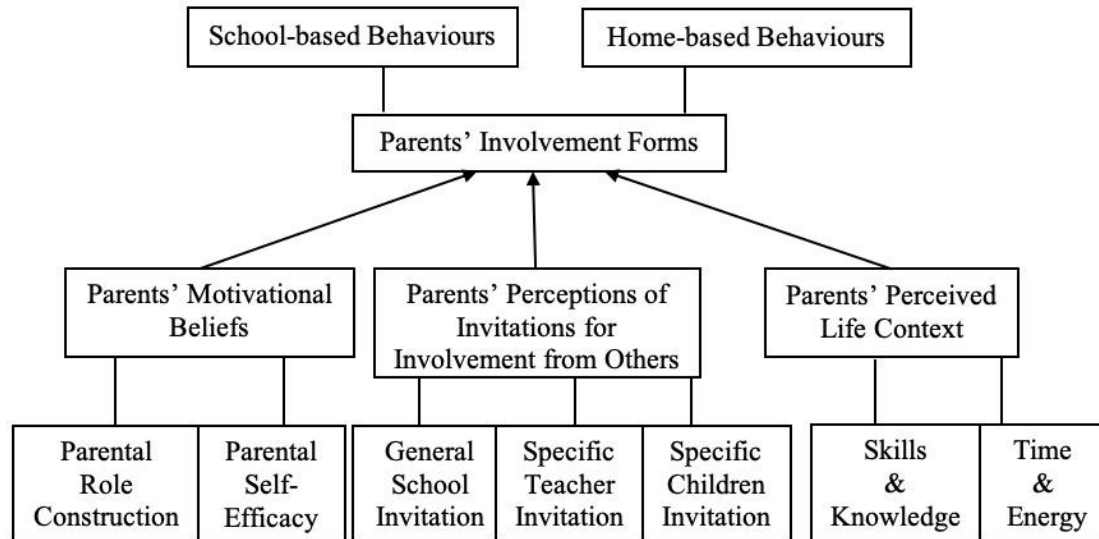 School-based Behaviours
Home-based Behaviours
Parents’ Involvement Forms
Parents’ Motivational
Beliefs
Parents’ Perceptions of
Invitations for
Involvement from Others
Parents’ Perceived
Life Context
Parental
Role
Construction
Parental
Self-
Efficacy
General
School
Invitation
Specific
Teacher
Invitation
Specific
Children
Invitation
Skills
&
Knowledge
Time
&
Energy